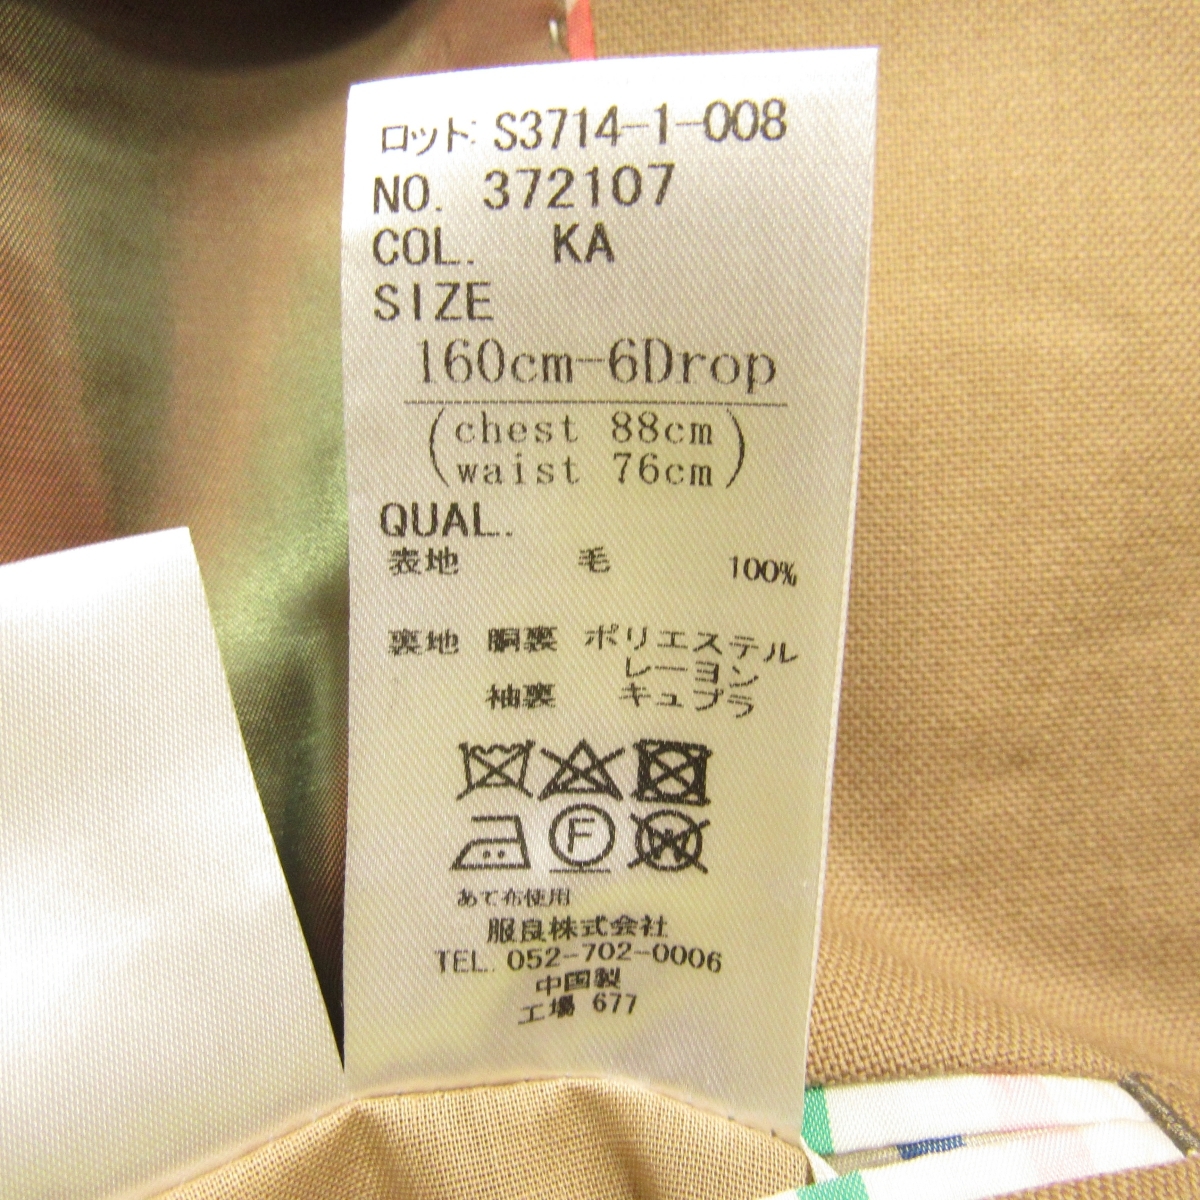 ロット: S3714-1-008
NO. 372107
COL. KA
SIZE
160cm-6Drop
(chest 88cm
waist 76cm)
QUAL.
表地 毛 100%
裏地 胴裏 ポリエステル
レーヨン
袖裏 キュプラ
F
W
あて布使用
服良株式会社
TEL. 052-702-0006
中国製
工場 677